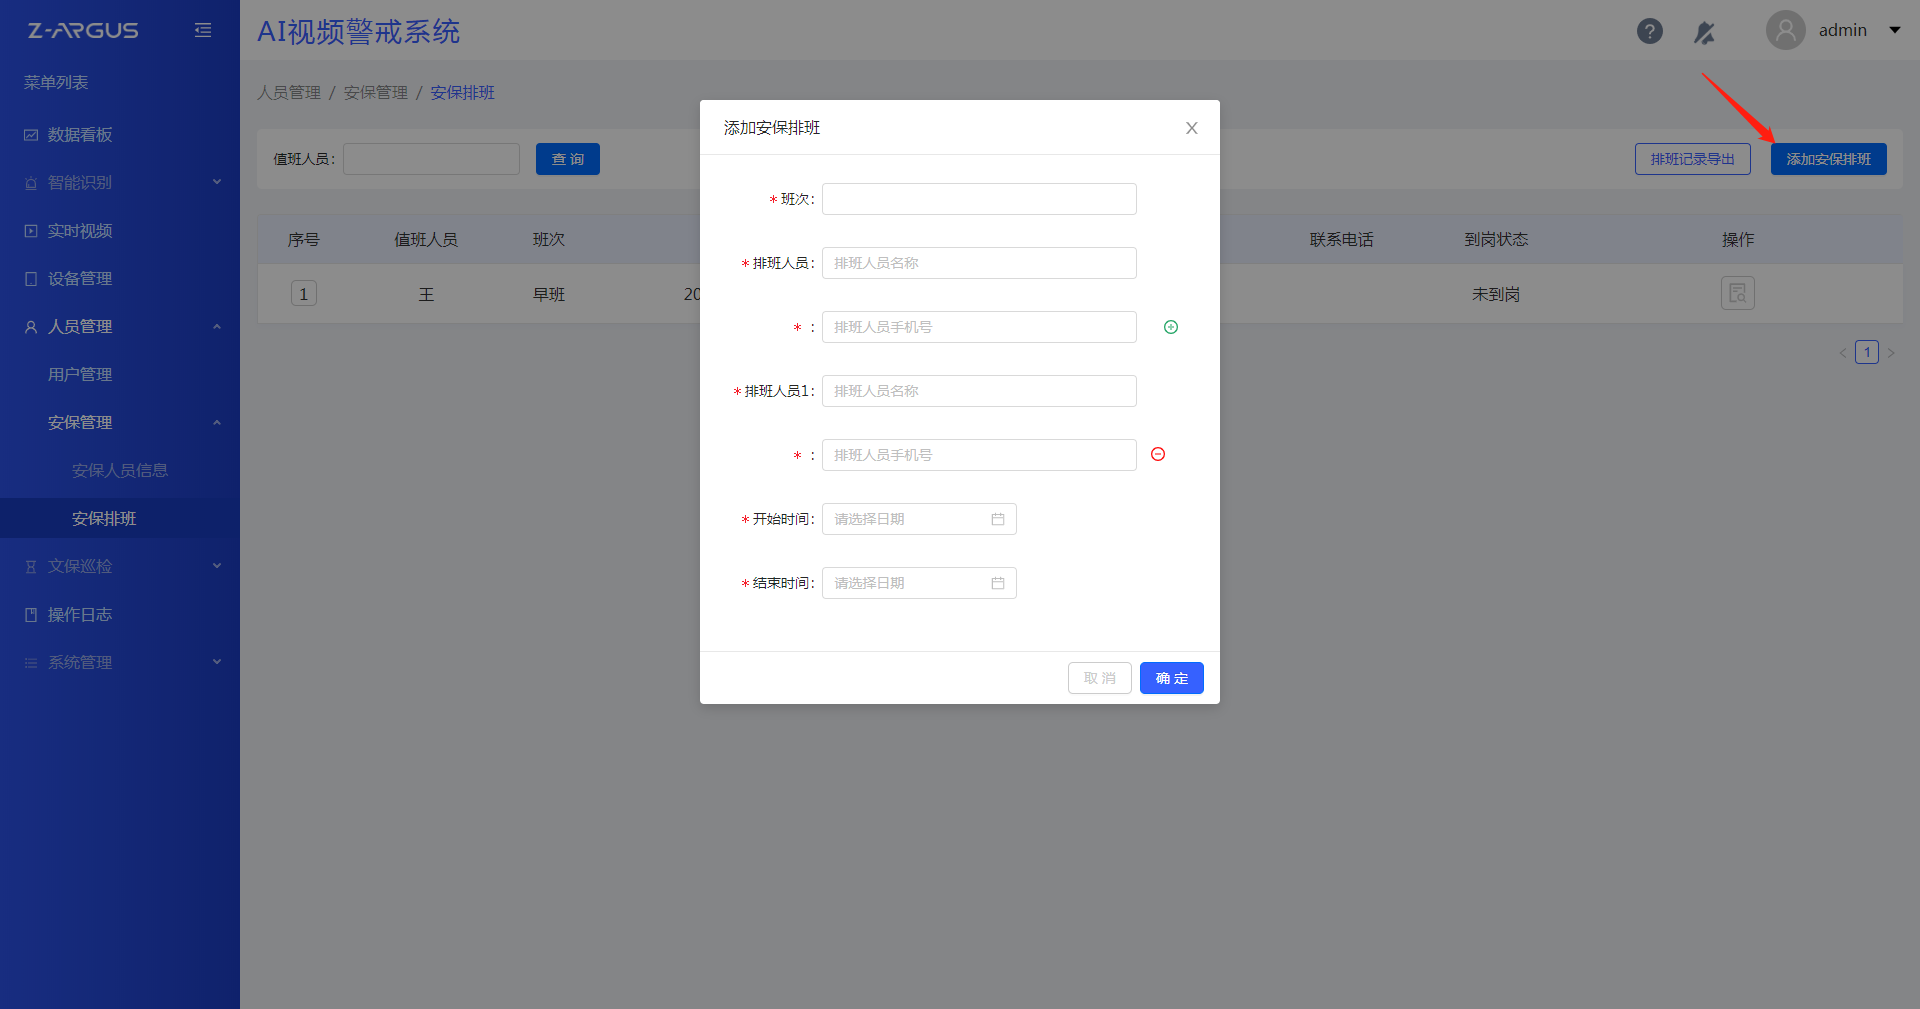 Z-ARGUS
AI视频警戒系统
?
admin
菜单列表
数据看板
智能识别
实时视频
设备管理
人员管理
用户管理
安保管理
安保人员信息
安保排班
文保巡检
操作日志
系统管理
人员管理 / 安保管理 / 安保排班
值班人员:
查 询
排班记录导出
添加安保排班
序号 值班人员 班次 联系电话 到岗状态 操作
1 王 早班 20 未到岗
< 1 >
添加安保排班
X
* 班次:
* 排班人员: 排班人员名称
* : 排班人员手机号
* 排班人员1: 排班人员名称
* : 排班人员手机号
* 开始时间: 请选择日期
* 结束时间: 请选择日期
取 消
确 定